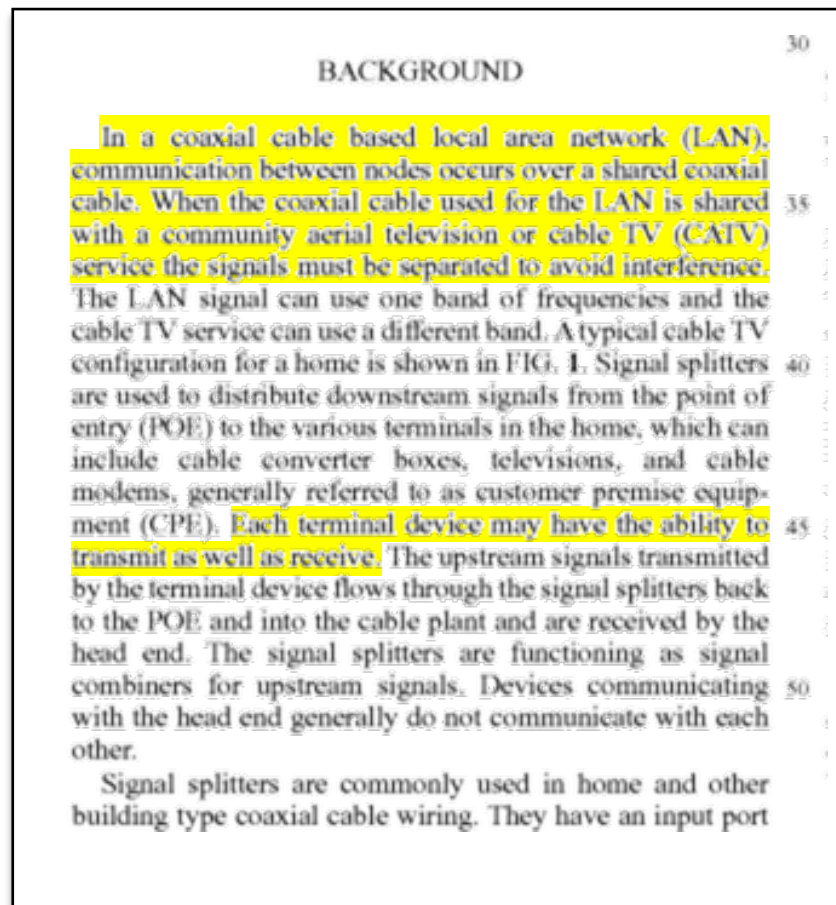 30
BACKGROUND
In a coaxial cable based local area network (LAN),
communication between nodes occurs over a shared coaxial
cable. When the coaxial cable used for the LAN is shared 35
with a community aerial television or cable TV (CATV)
service the signals must be separated to avoid interference.
The LAN signal can use one band of frequencies and the
cable TV service can use a different band. A typical cable TV
configuration for a home is shown in FIG. 1. Signal splitters 40
are used to distribute downstream signals from the point of
entry (POE) to the various terminals in the home, which can
include cable converter boxes, televisions, and cable
modems, generally referred to as customer premise equip-
ment (CPE). Each terminal device may have the ability to 45
transmit as well as receive. The upstream signals transmitted
by the terminal device flows through the signal splitters back
to the POE and into the cable plant and are received by the
head end. The signal splitters are functioning as signal
combiners for upstream signals. Devices communicating 50
with the head end generally do not communicate with each
other.
Signal splitters are commonly used in home and other
building type coaxial cable wiring. They have an input port